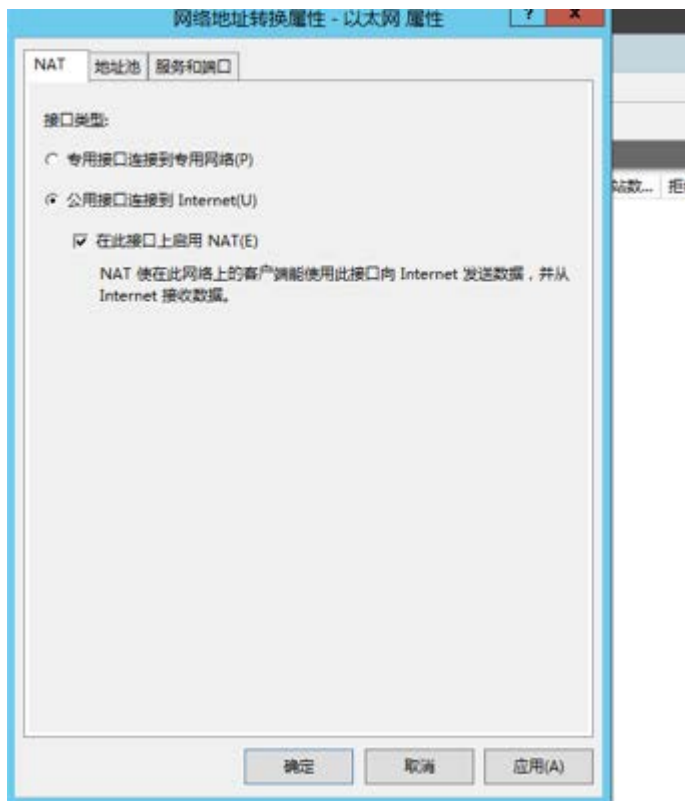 网络地址转换属性 - 以太网 属性
? x
NAT 地址池 服务和端口
接口类型:
专用接口连接到专用网络(P)
公用接口连接到 Internet(U)
在此接口上启用 NAT(E)
NAT 使在此网络上的客户端能使用此接口向 Internet 发送数据，并从
Internet 接收数据。
站数... 拒
确定 取消 应用(A)